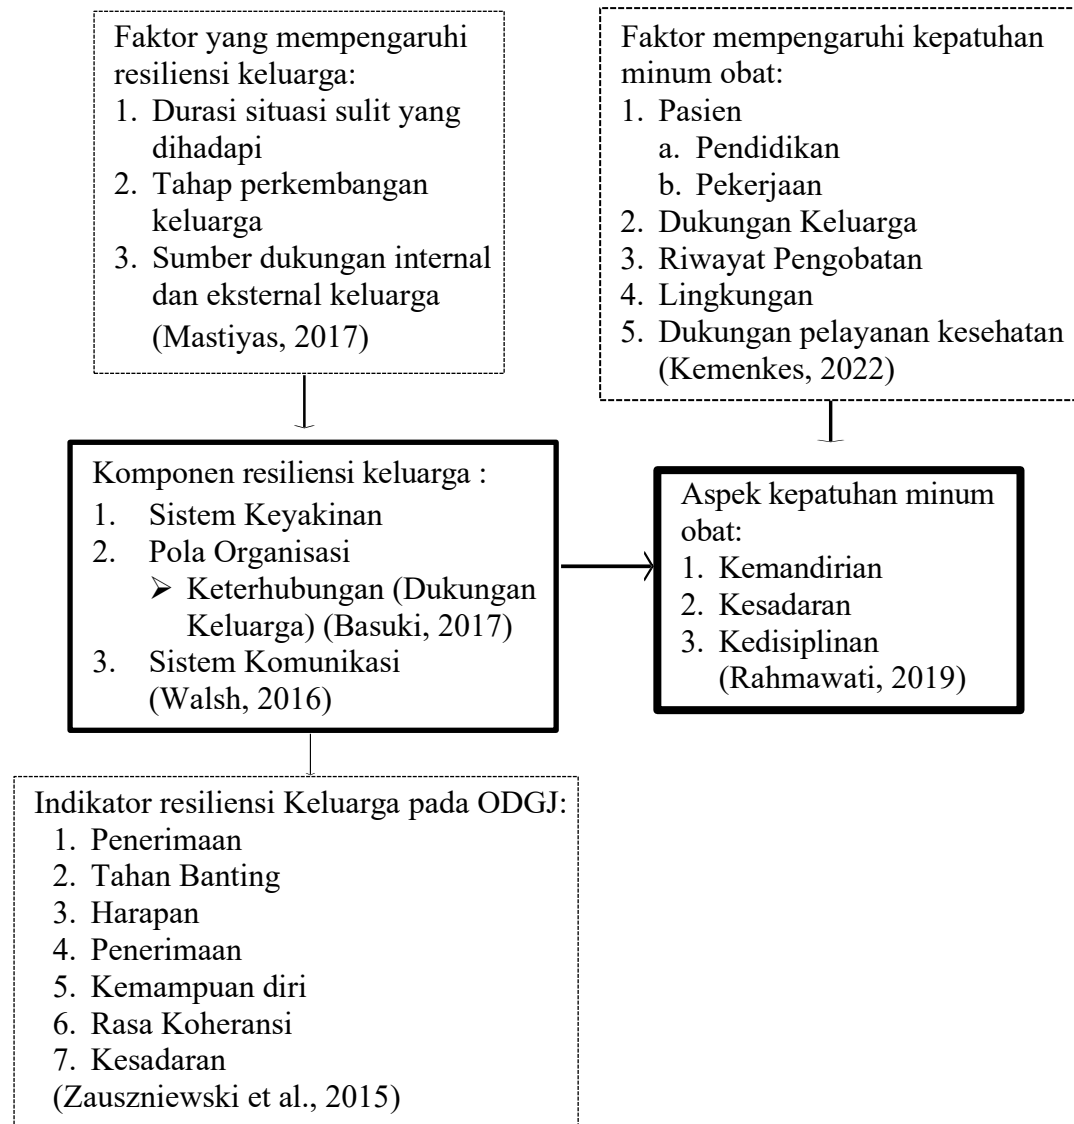 Faktor yang mempengaruhi
resiliensi keluarga:
1. Durasi situasi sulit yang
dihadapi
2. Tahap perkembangan
keluarga
3. Sumber dukungan internal
dan eksternal keluarga
(Mastiyas, 2017)
Faktor mempengaruhi kepatuhan
minum obat:
1. Pasien
a. Pendidikan
b. Pekerjaan
2. Dukungan Keluarga
3. Riwayat Pengobatan
4. Lingkungan
5. Dukungan pelayanan kesehatan
(Kemenkes, 2022)
Komponen resiliensi keluarga :
1. Sistem Keyakinan
2. Pola Organisasi
➢ Keterhubungan (Dukungan
Keluarga) (Basuki, 2017)
3. Sistem Komunikasi
(Walsh, 2016)
Aspek kepatuhan minum
obat:
1. Kemandirian
2. Kesadaran
3. Kedisiplinan
(Rahmawati, 2019)
Indikator resiliensi Keluarga pada ODGJ:
1. Penerimaan
2. Tahan Banting
3. Harapan
4. Penerimaan
5. Kemampuan diri
6. Rasa Koheransi
7. Kesadaran
(Zauszniewski et al., 2015)